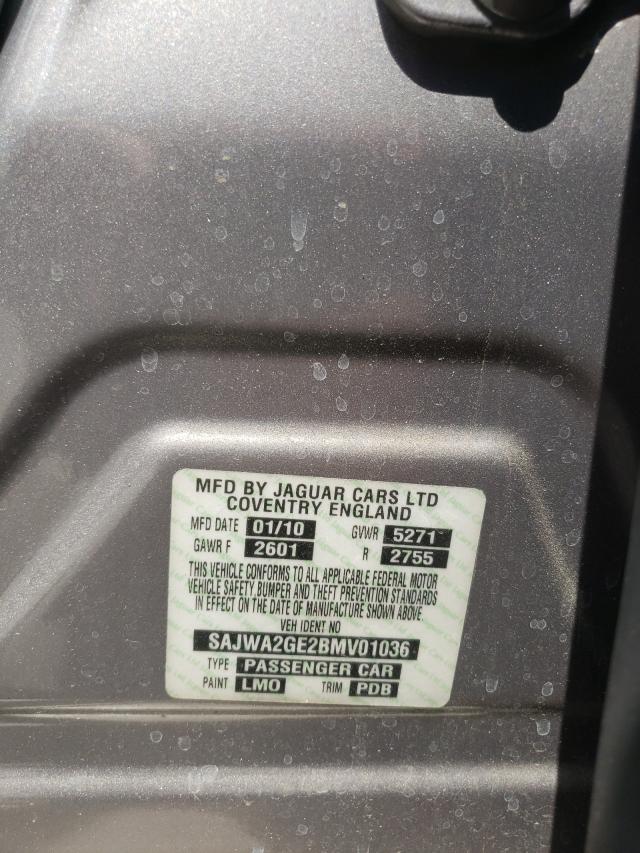 MFD BY JAGUAR CARS LTD
COVENTRY ENGLAND
MFD DATE 01/10 GVWR 5271
GAWR F 2601 R 2755
THIS VEHICLE CONFORMS TO ALL APPLICABLE FEDERAL MOTOR
VEHICLE SAFETY BUMPER AND THEFT PREVENTION STANDARDS
IN EFFECT ON THE DATE OF MANUFACTURE SHOWN ABOVE.
VEH IDENT NO
SAJWA2GE2BMV01036
TYPE PASSENGER CAR
PAINT LMO TRIM PDB